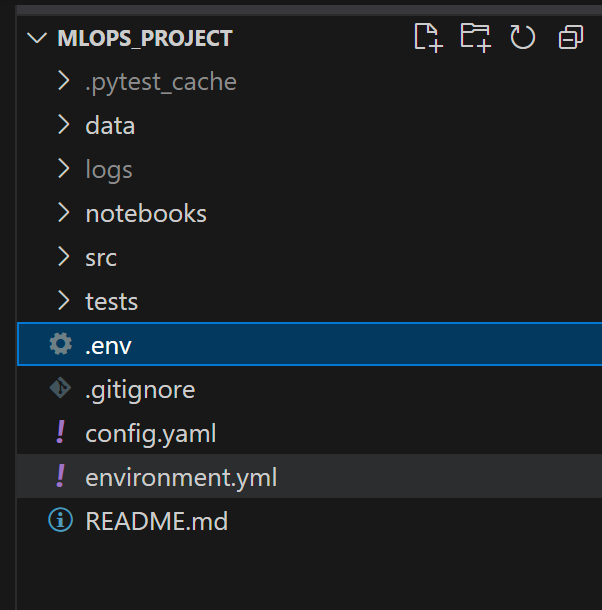 MLOPS_PROJECT
.pytest_cache
data
logs
notebooks
src
tests
.env
.gitignore
config.yaml
environment.yml
README.md